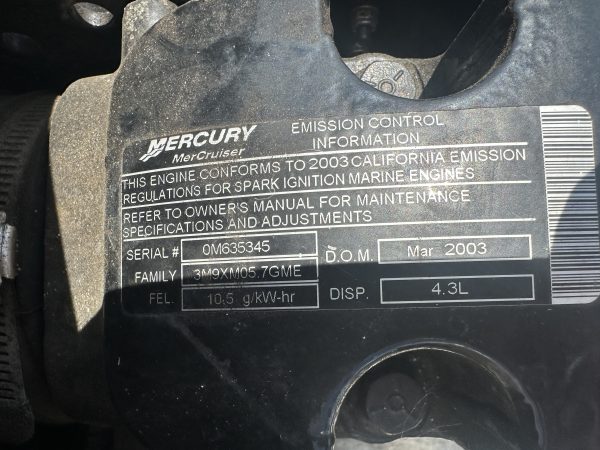 MERCURY
MerCruiser
EMISSION CONTROL
INFORMATION
THIS ENGINE CONFORMS TO 2003 CALIFORNIA EMISSION
REGULATIONS FOR SPARK IGNITION MARINE ENGINES
REFER TO OWNER'S MANUAL FOR MAINTENANCE
SPECIFICATIONS AND ADJUSTMENTS
SERIAL # 0M635345 D.O.M. Mar 2003
FAMILY 3M9XM05.7GME
FEL. 10.5 g/kW-hr DISP. 4.3L